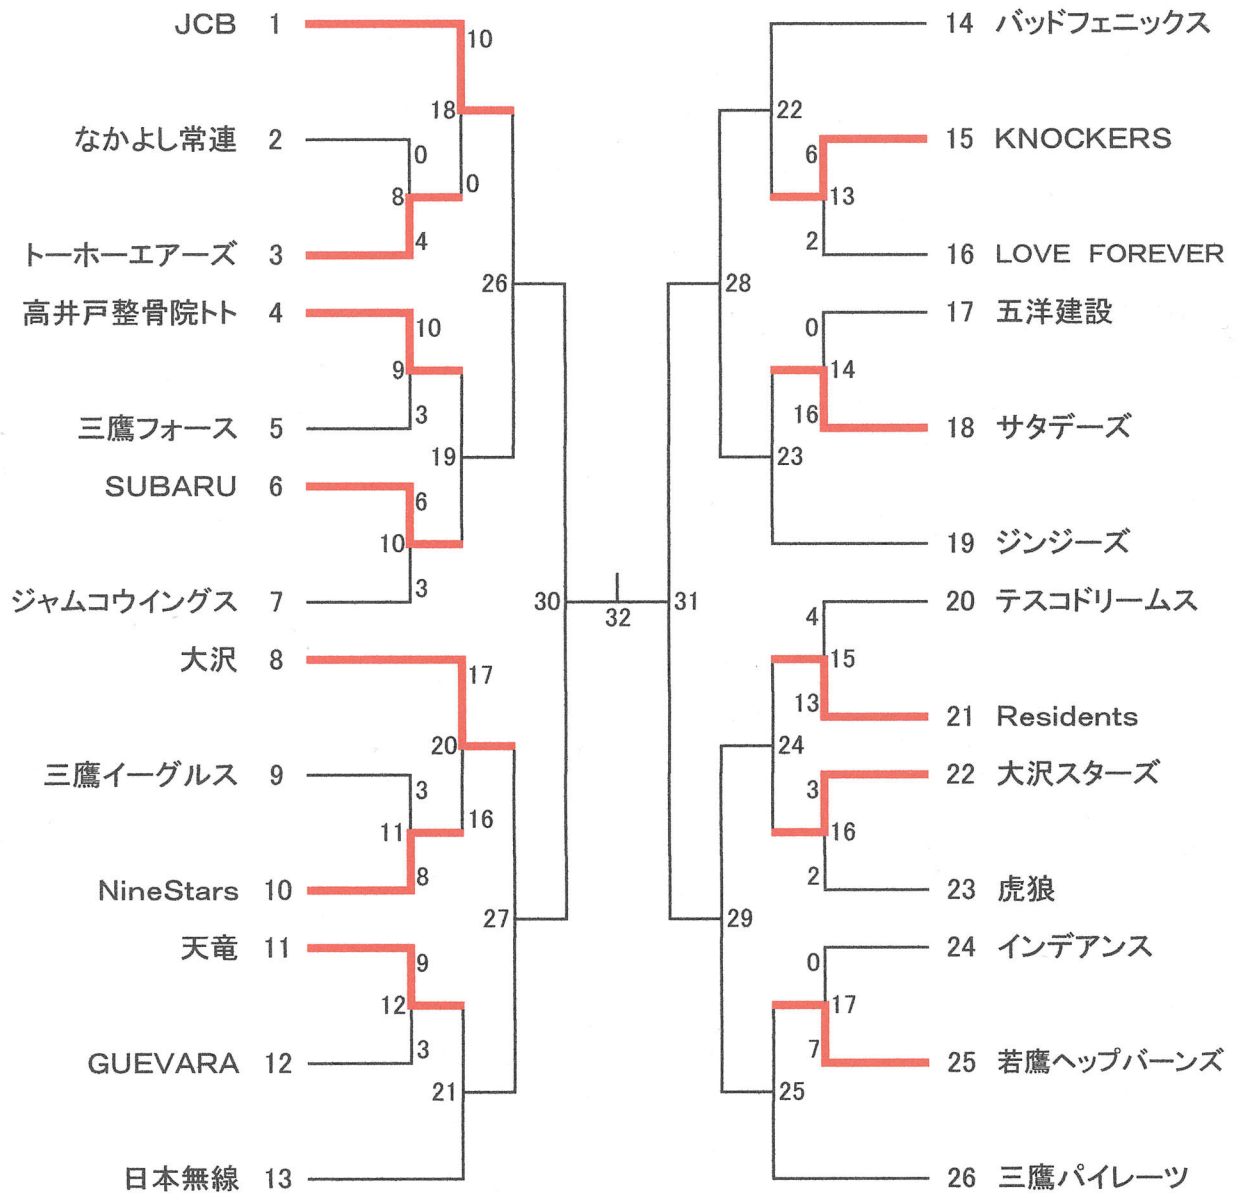 JCB 1
10
18
なかよし常連 2
0
8
0
4
トーホーエアーズ 3
26
高井戸整骨院トト 4
10
9
3
三鷹フォース 5
19
SUBARU 6
6
10
3
ジャムコウイングス 7
30
32
大沢 8
17
20
三鷹イーグルス 9
3
11
16
8
NineStars 10
27
天竜 11
9
12
3
GUEVARA 12
21
日本無線 13
14 バッドフェニックス
22
15 KNOCKERS
6
13
2
16 LOVE FOREVER
28
17 五洋建設
0
14
16
18 サタデーズ
23
19 ジンジーズ
31
20 テスコドリームス
4
15
13
21 Residents
24
22 大沢スターズ
3
16
2
23 虎狼
29
24 インデアンス
0
17
7
25 若鷹ヘップバーンズ
25
26 三鷹パイレーツ